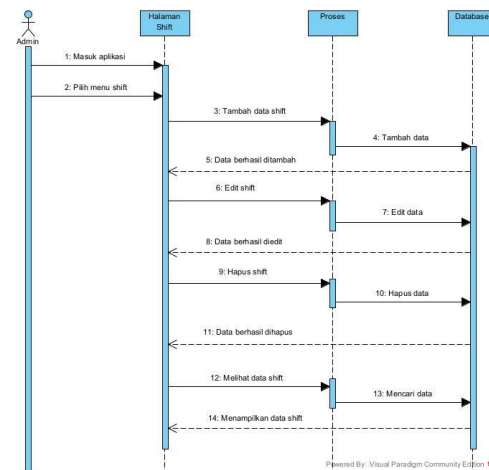 Halaman
Shift
Proses
Database
Admin
1: Masuk aplikasi
2: Pilih menu shift
3: Tambah data shift
4: Tambah data
5: Data berhasil ditambah
6: Edit shift
7: Edit data
8: Data berhasil diedit
9: Hapus shift
10: Hapus data
11: Data berhasil dihapus
12: Melihat data shift
13: Mencari data
14: Menampilkan data shift
Powered By: Visual Paradigm Community Edition